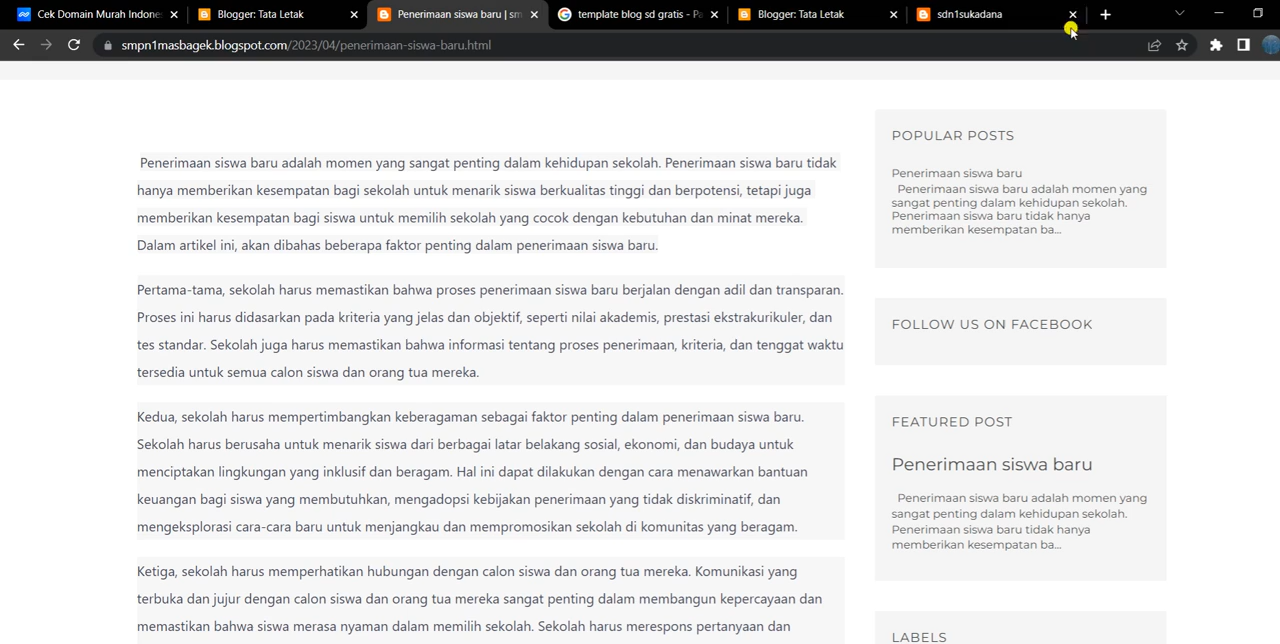 Cek Domain Murah Indone
Blogger: Tata Letak
Penerimaan siswa baru | sm
template blog sd gratis - Pe
Blogger: Tata Letak
sdn1sukadana
smpn1masbagek.blogspot.com/2023/04/penerimaan-siswa-baru.html
Penerimaan siswa baru adalah momen yang sangat penting dalam kehidupan sekolah. Penerimaan siswa baru tidak
hanya memberikan kesempatan bagi sekolah untuk menarik siswa berkualitas tinggi dan berpotensi, tetapi juga
memberikan kesempatan bagi siswa untuk memilih sekolah yang cocok dengan kebutuhan dan minat mereka.
Dalam artikel ini, akan dibahas beberapa faktor penting dalam penerimaan siswa baru.
Pertama-tama, sekolah harus memastikan bahwa proses penerimaan siswa baru berjalan dengan adil dan transparan.
Proses ini harus didasarkan pada kriteria yang jelas dan objektif, seperti nilai akademis, prestasi ekstrakurikuler, dan
tes standar. Sekolah juga harus memastikan bahwa informasi tentang proses penerimaan, kriteria, dan tenggat waktu
tersedia untuk semua calon siswa dan orang tua mereka.
Kedua, sekolah harus mempertimbangkan keberagaman sebagai faktor penting dalam penerimaan siswa baru.
Sekolah harus berusaha untuk menarik siswa dari berbagai latar belakang sosial, ekonomi, dan budaya untuk
menciptakan lingkungan yang inklusif dan beragam. Hal ini dapat dilakukan dengan cara menawarkan bantuan
keuangan bagi siswa yang membutuhkan, mengadopsi kebijakan penerimaan yang tidak diskriminatif, dan
mengeksplorasi cara-cara baru untuk menjangkau dan mempromosikan sekolah di komunitas yang beragam.
Ketiga, sekolah harus memperhatikan hubungan dengan calon siswa dan orang tua mereka. Komunikasi yang
terbuka dan jujur dengan calon siswa dan orang tua mereka sangat penting dalam membangun kepercayaan dan
memastikan bahwa siswa merasa nyaman dalam memilih sekolah. Sekolah harus merespons pertanyaan dan
POPULAR POSTS
Penerimaan siswa baru
Penerimaan siswa baru adalah momen yang
sangat penting dalam kehidupan sekolah.
Penerimaan siswa baru tidak hanya
memberikan kesempatan ba...
FOLLOW US ON FACEBOOK
FEATURED POST
Penerimaan siswa baru
Penerimaan siswa baru adalah momen yang
sangat penting dalam kehidupan sekolah.
Penerimaan siswa baru tidak hanya
memberikan kesempatan ba...
LABELS